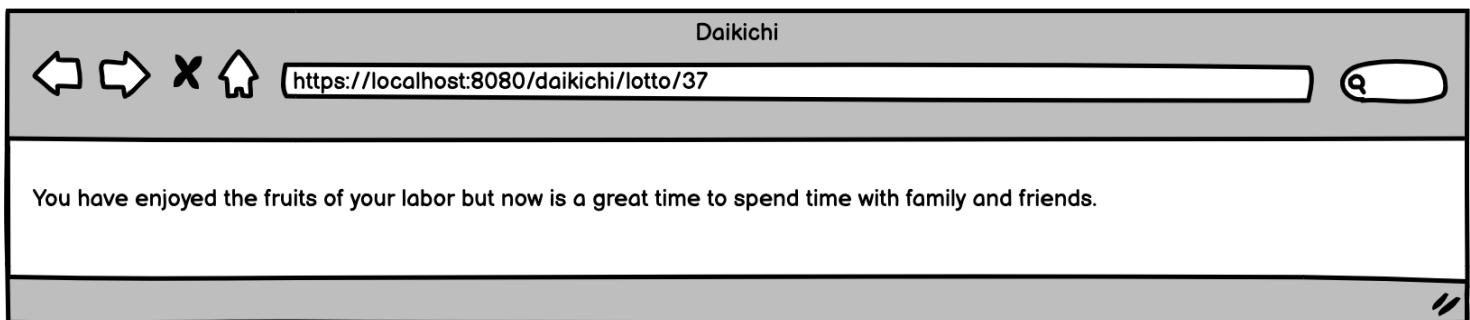 Daikichi
https://localhost:8080/daikichi/lotto/37
You have enjoyed the fruits of your labor but now is a great time to spend time with family and friends.